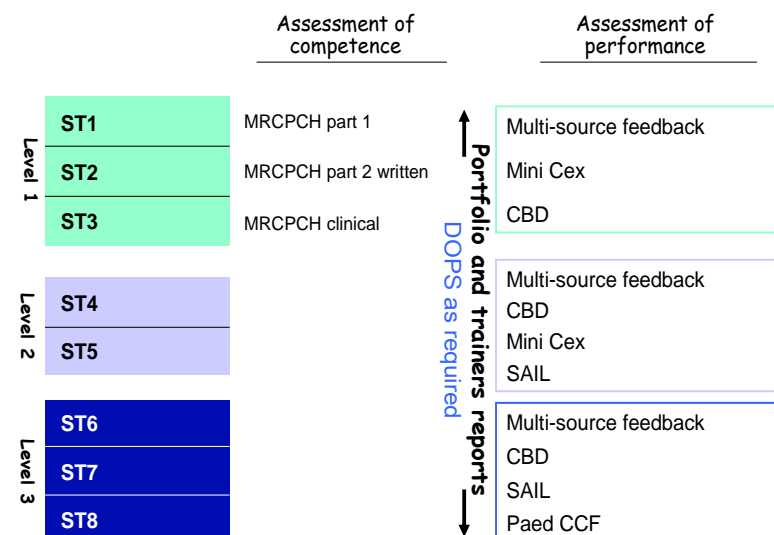 Assessment of
competence
Assessment of
performance
Level 1
ST1
MRCPCH part 1
ST2
MRCPCH part 2 written
ST3
MRCPCH clinical
Level 2
ST4
ST5
Level 3
ST6
ST7
ST8
Portfolio and trainers reports
DOPS as required
Multi-source feedback
Mini Cex
CBD
Multi-source feedback
CBD
Mini Cex
SAIL
Multi-source feedback
CBD
SAIL
Paed CCF